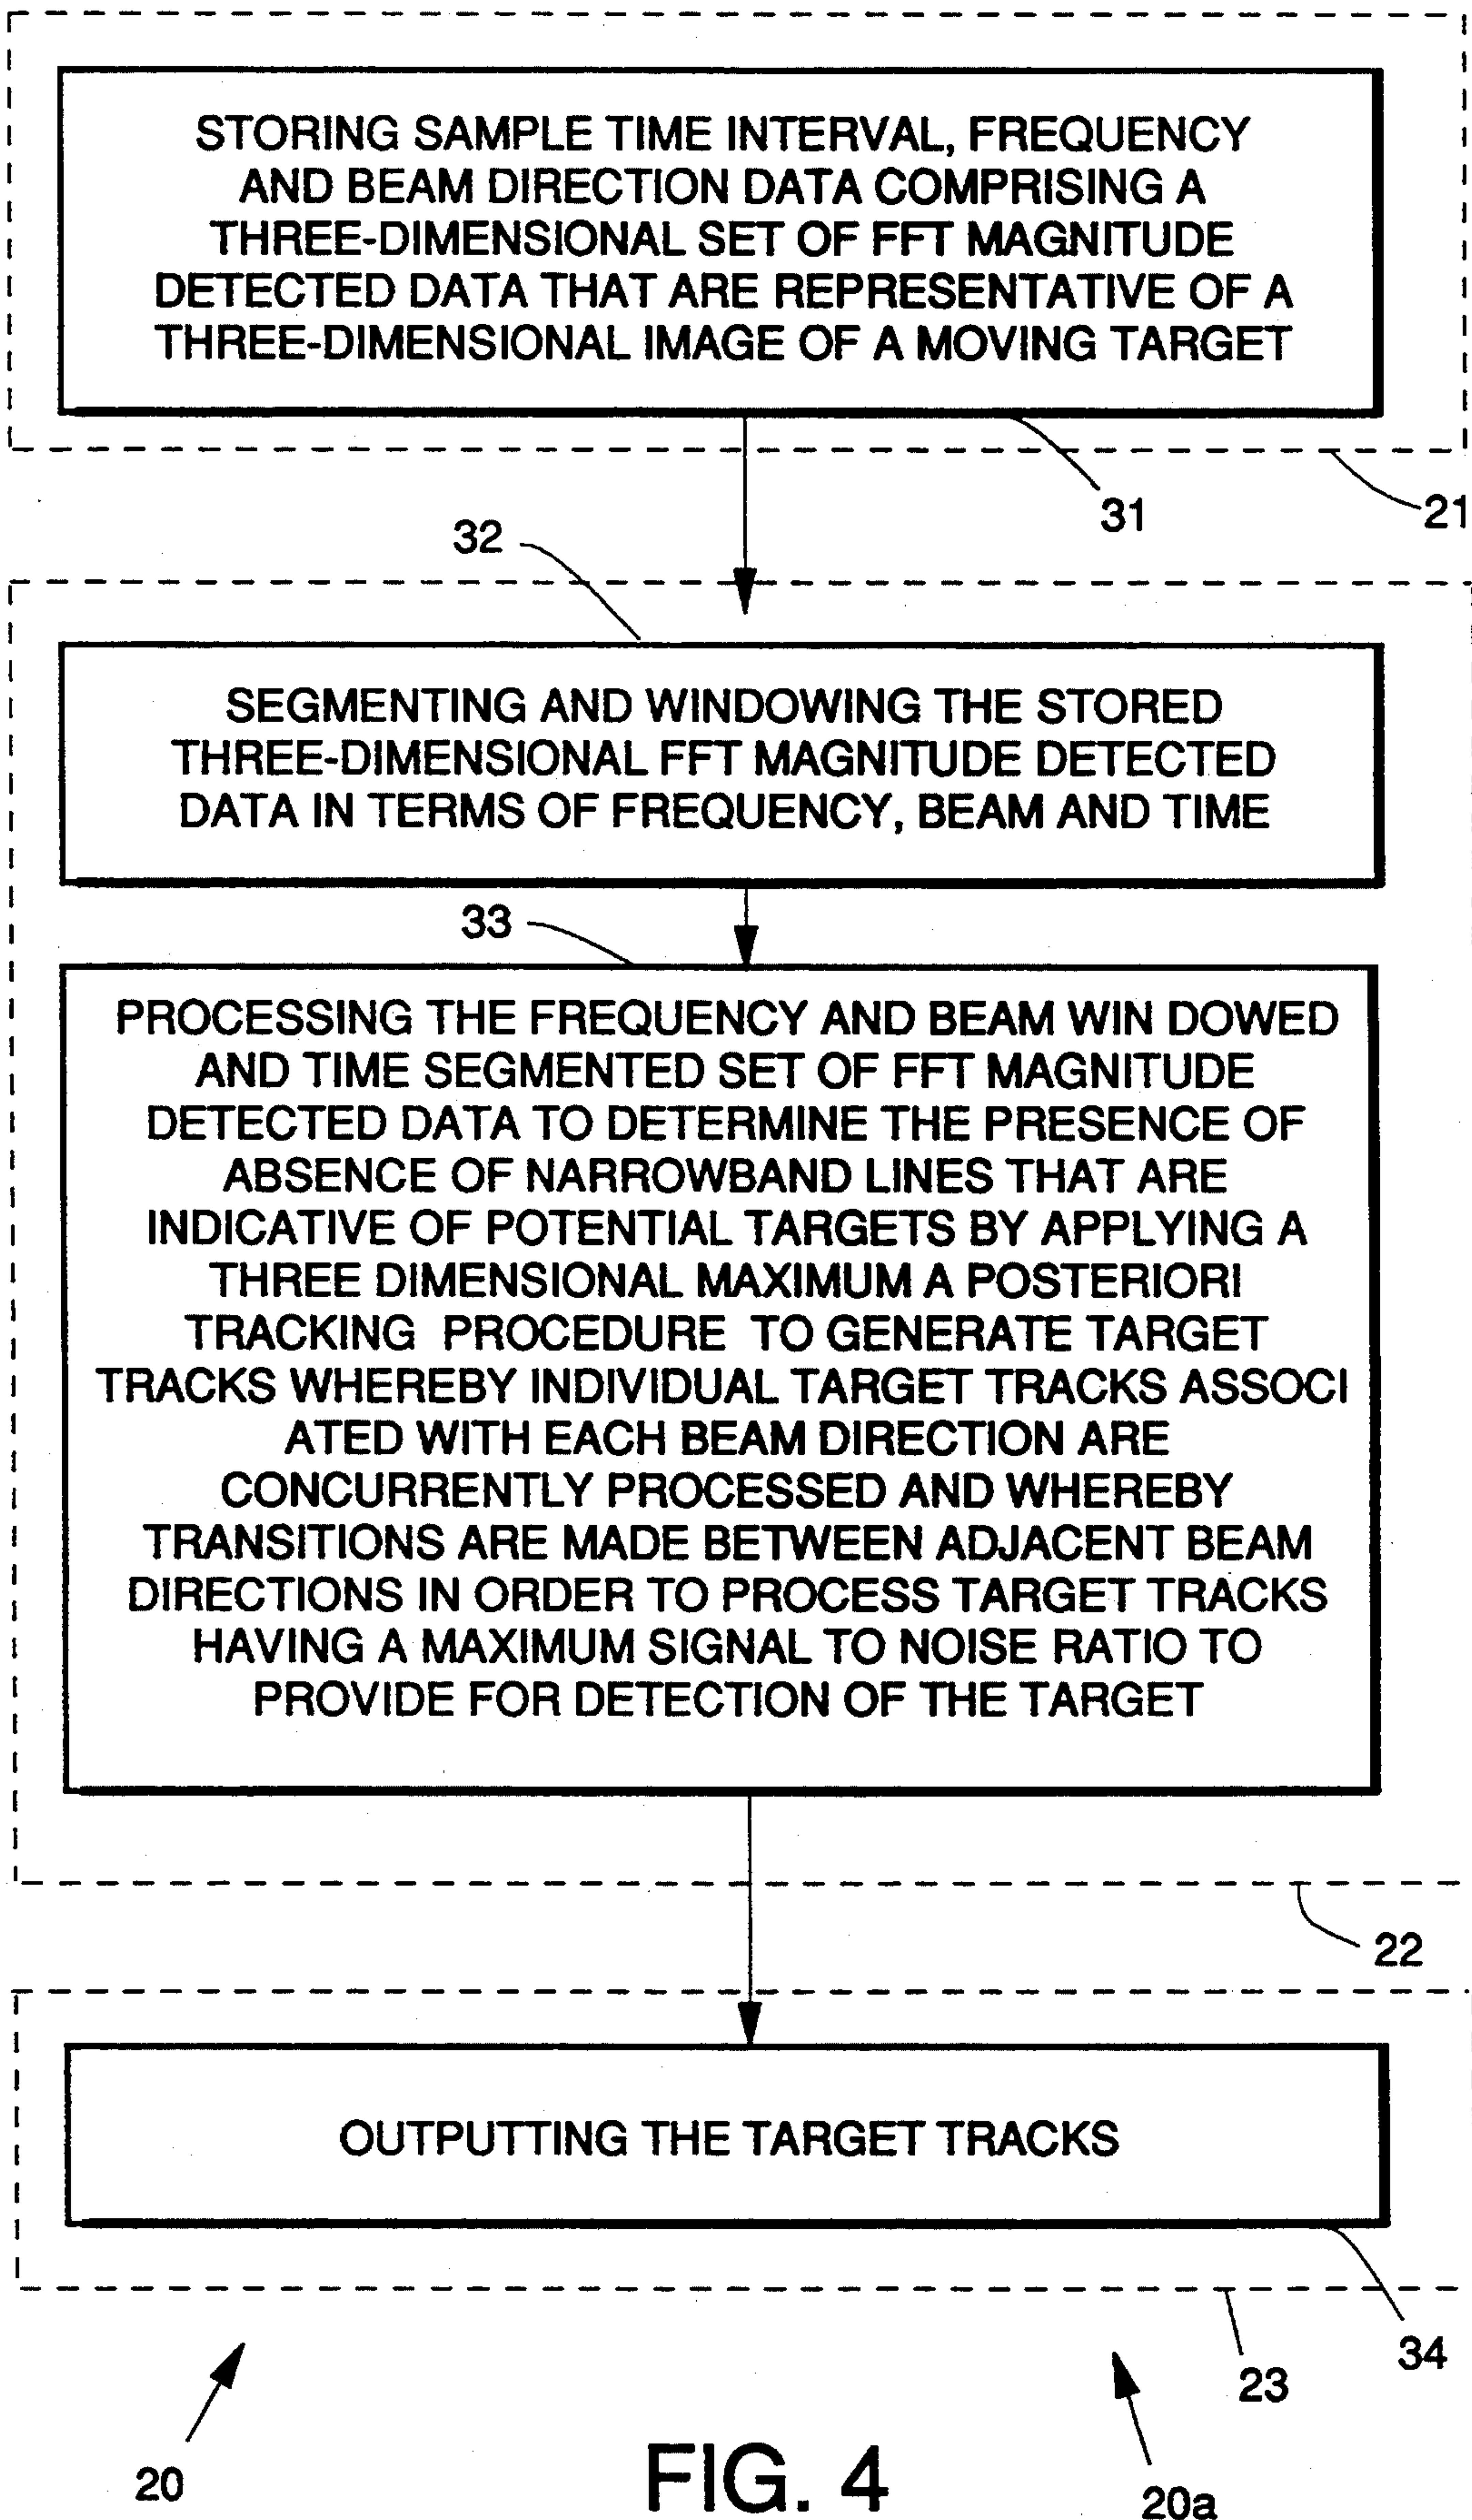 STORING SAMPLE TIME INTERVAL, FREQUENCY
AND BEAM DIRECTION DATA COMPRISING A
THREE-DIMENSIONAL SET OF FFT MAGNITUDE
DETECTED DATA THAT ARE REPRESENTATIVE OF A
THREE-DIMENSIONAL IMAGE OF A MOVING TARGET
31
21
32
SEGMENTING AND WINDOWING THE STORED
THREE-DIMENSIONAL FFT MAGNITUDE DETECTED
DATA IN TERMS OF FREQUENCY, BEAM AND TIME
33
PROCESSING THE FREQUENCY AND BEAM WIN DOWED
AND TIME SEGMENTED SET OF FFT MAGNITUDE
DETECTED DATA TO DETERMINE THE PRESENCE OF
ABSENCE OF NARROWBAND LINES THAT ARE
INDICATIVE OF POTENTIAL TARGETS BY APPLYING A
THREE DIMENSIONAL MAXIMUM A POSTERIORI
TRACKING PROCEDURE TO GENERATE TARGET
TRACKS WHEREBY INDIVIDUAL TARGET TRACKS ASSOCI
ATED WITH EACH BEAM DIRECTION ARE
CONCURRENTLY PROCESSED AND WHEREBY
TRANSITIONS ARE MADE BETWEEN ADJACENT BEAM
DIRECTIONS IN ORDER TO PROCESS TARGET TRACKS
HAVING A MAXIMUM SIGNAL TO NOISE RATIO TO
PROVIDE FOR DETECTION OF THE TARGET
22
OUTPUTTING THE TARGET TRACKS
34
23
20
FIG. 4
20a